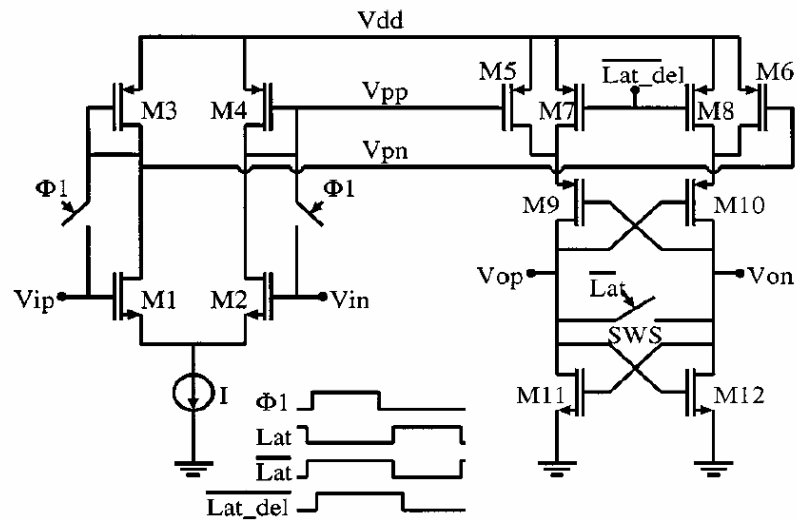 Vdd
M3 M4 Vpp M5 M7 Lat_del M8 M6
Vpn
Φ1 Φ1 M9 M10
Vip M1 M2 Vin Vop Lat Von
SWS
I M11 M12
Φ1
Lat
Lat
Lat_del